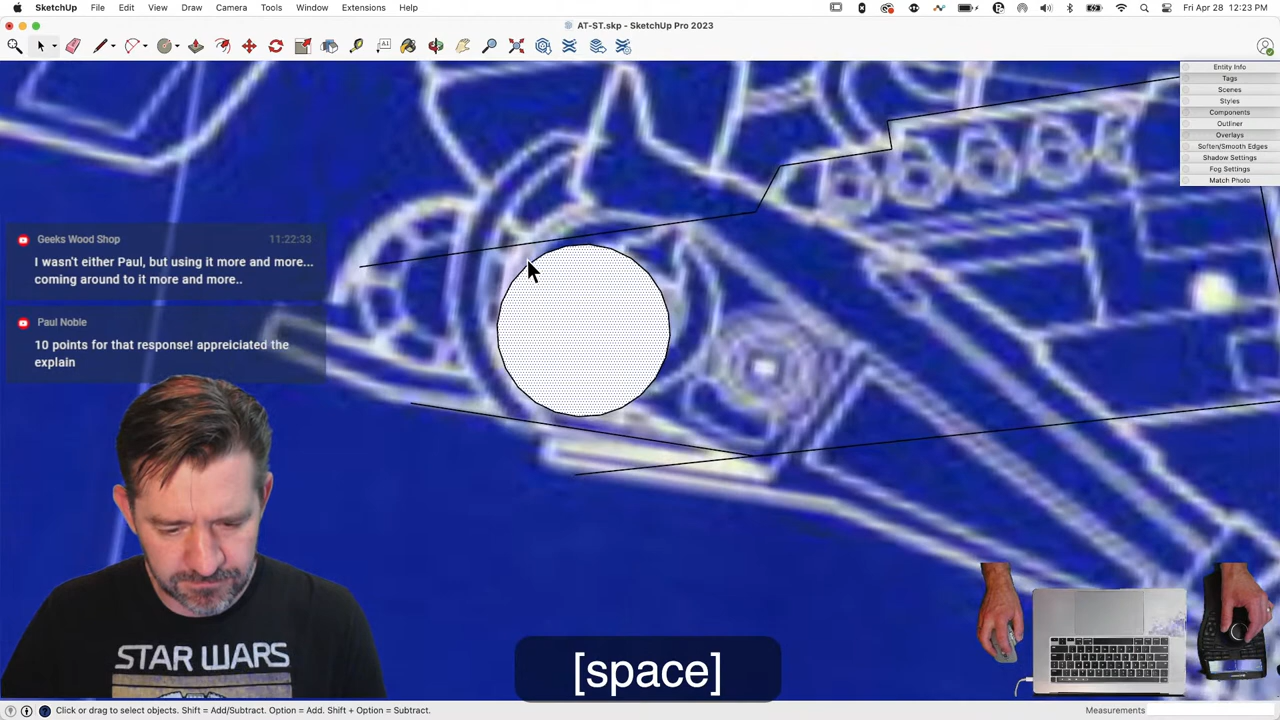 SketchUp File Edit View Draw Camera Tools Window Extensions Help
Fri Apr 28 12:23 PM
AT-ST.skp - SketchUp Pro 2023
Entity Info
Tags
Scenes
Styles
Components
Outliner
Overlays
Soften/Smooth Edges
Shadow Settings
Fog Settings
Match Photo
Geeks Wood Shop 11:22:33
I wasn't either Paul, but using it more and more...
coming around to it more and more..
Paul Noble
10 points for that response! appreiciated the
explain
STAR WARS
[space]
Click or drag to select objects. Shift = Add/Subtract. Option = Add. Shift + Option = Subtract.
Measurements